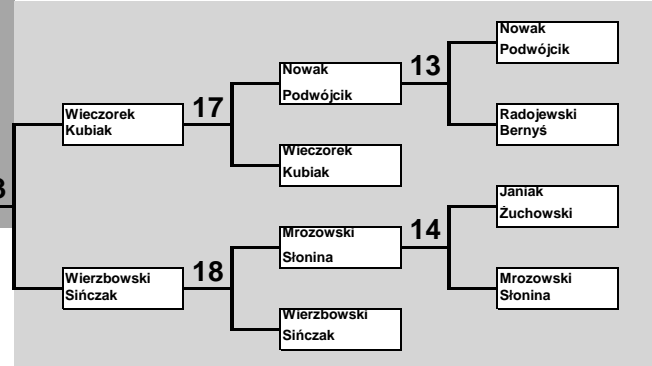 Nowak
Podwójcik
13
Nowak
Podwójcik
Wieczorek
Kubiak
17
Radojewski
Bernyś
Wieczorek
Kubiak
Janiak
Żuchowski
14
Mrozowski
Słonina
Wierzbowski
Sińczak
18
Mrozowski
Słonina
Wierzbowski
Sińczak